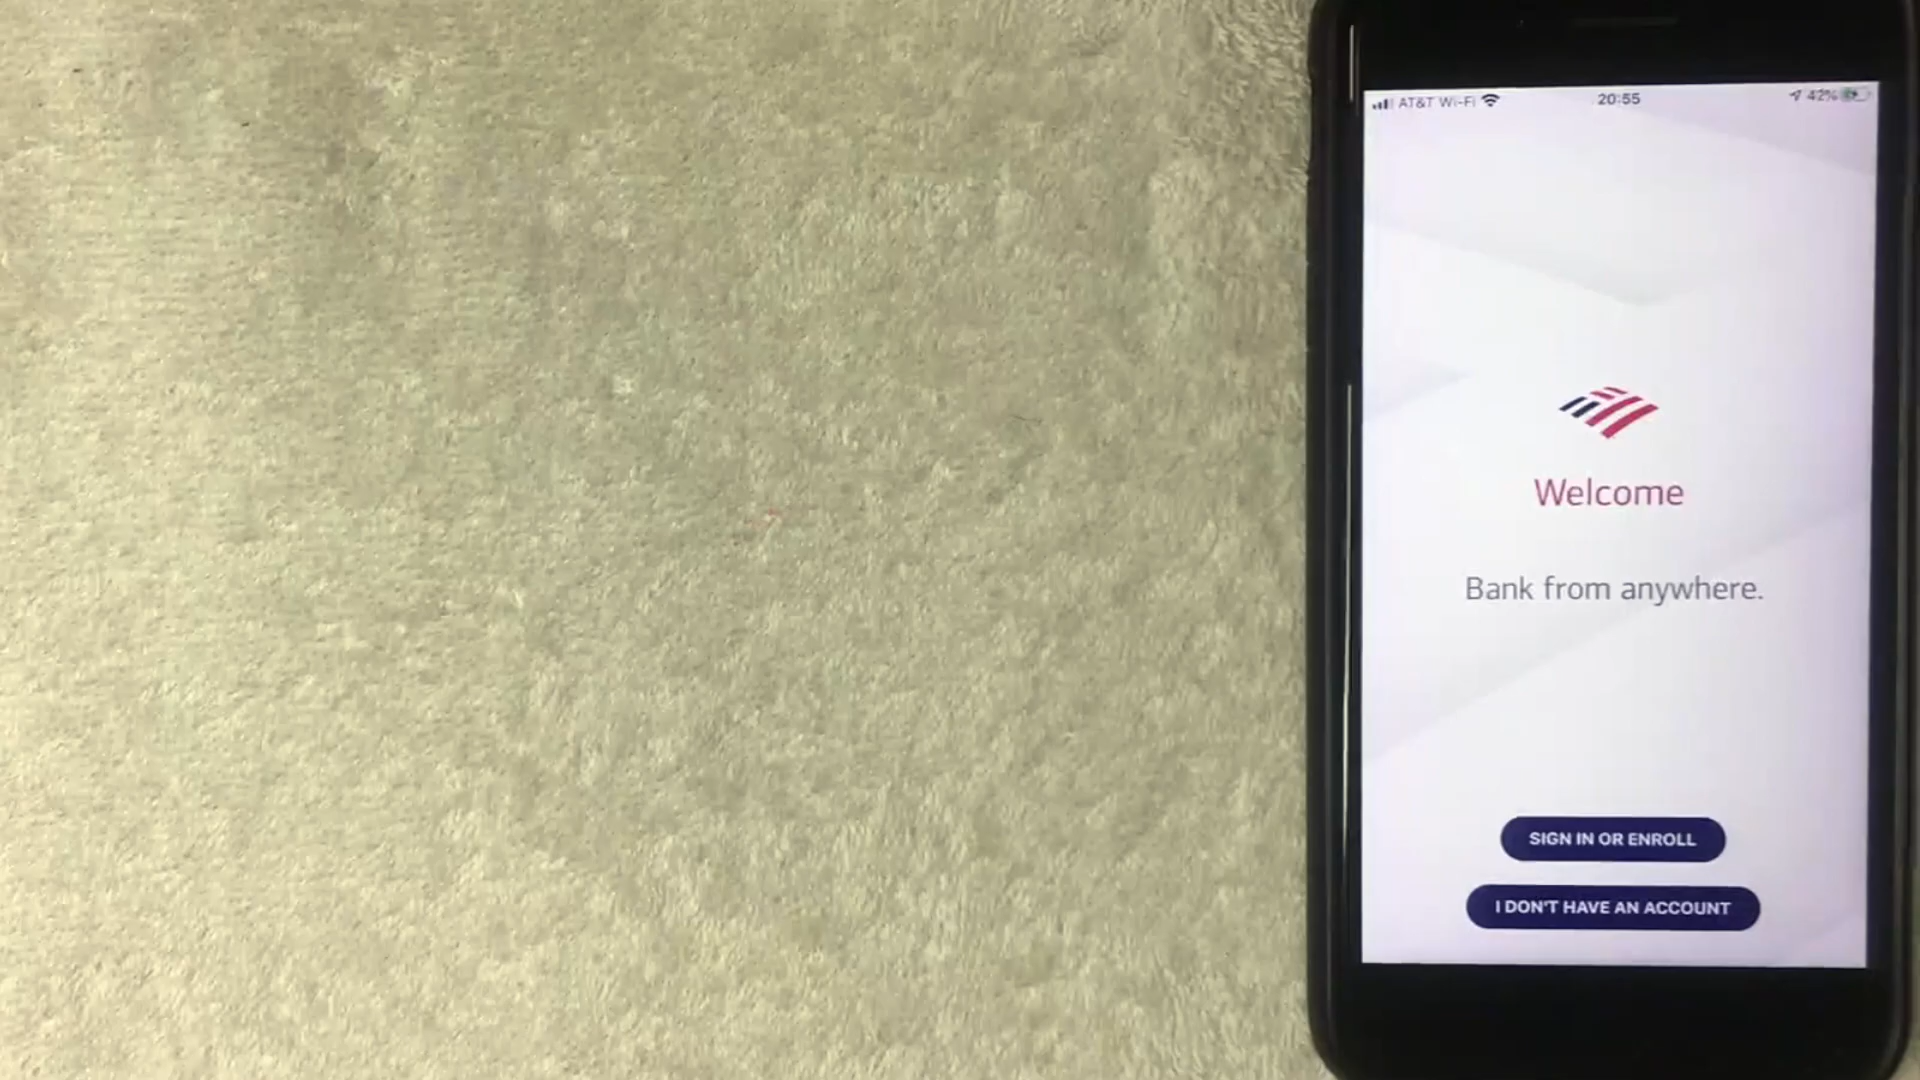 AT&T Wi-Fi 20:55 42%
Welcome
Bank from anywhere.
SIGN IN OR ENROLL
I DON'T HAVE AN ACCOUNT